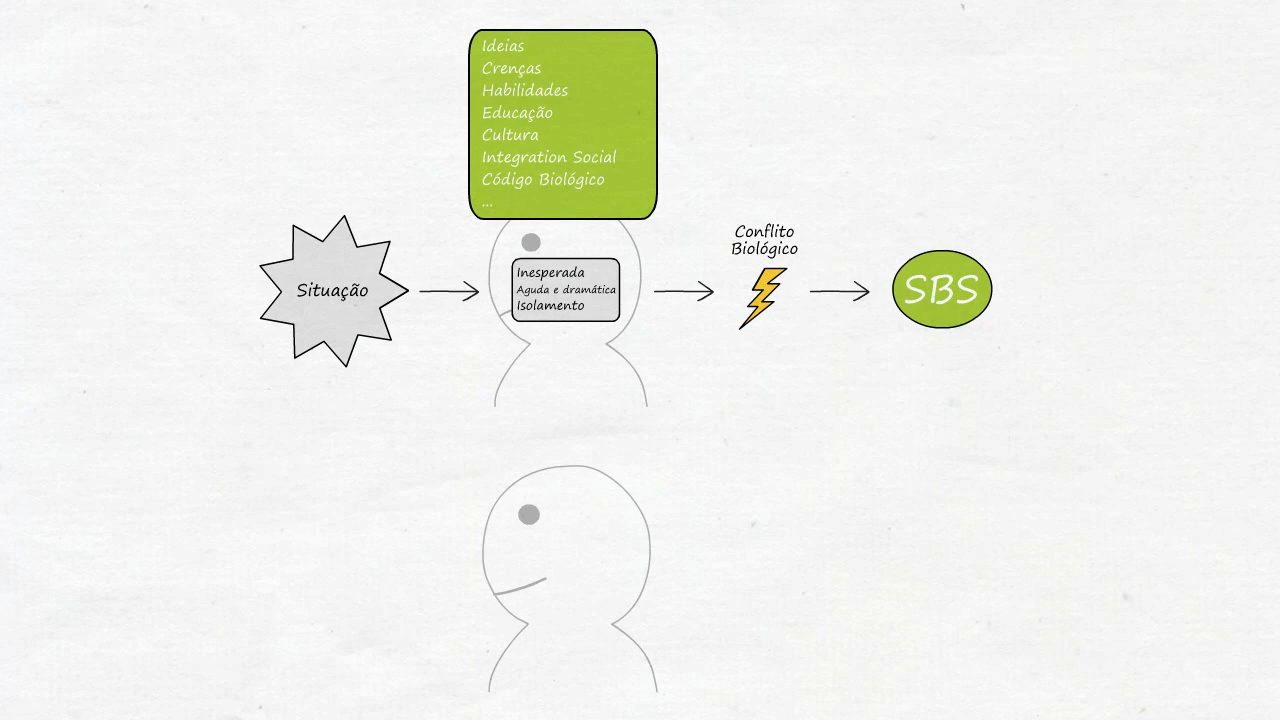 Ideias
Crenças
Habilidades
Educação
Cultura
Integration Social
Código Biológico
...
Situação
Inesperada
Aguda e dramática
Isolamento
Conflito
Biológico
SBS